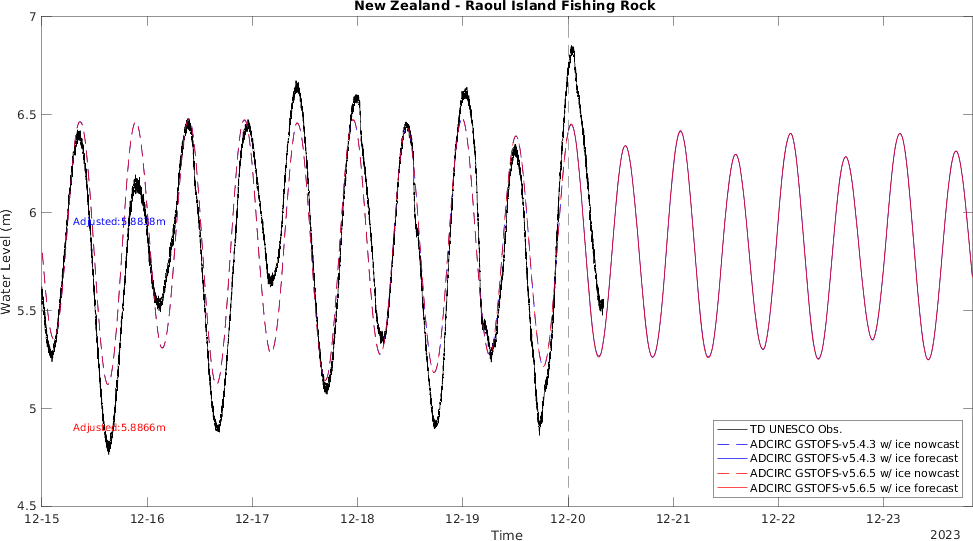 New Zealand - Raoul Island Fishing Rock
7
6.5
6
5.5
5
4.5
Water Level (m)
Adjusted:5.8838m
Adjusted:5.8866m
TD UNESCO Obs.
ADCIRC GSTOFS-v5.4.3 w/ ice nowcast
ADCIRC GSTOFS-v5.4.3 w/ ice forecast
ADCIRC GSTOFS-v5.6.5 w/ ice nowcast
ADCIRC GSTOFS-v5.6.5 w/ ice forecast
12-15 12-16 12-17 12-18 12-19 12-20 12-21 12-22 12-23
Time
2023